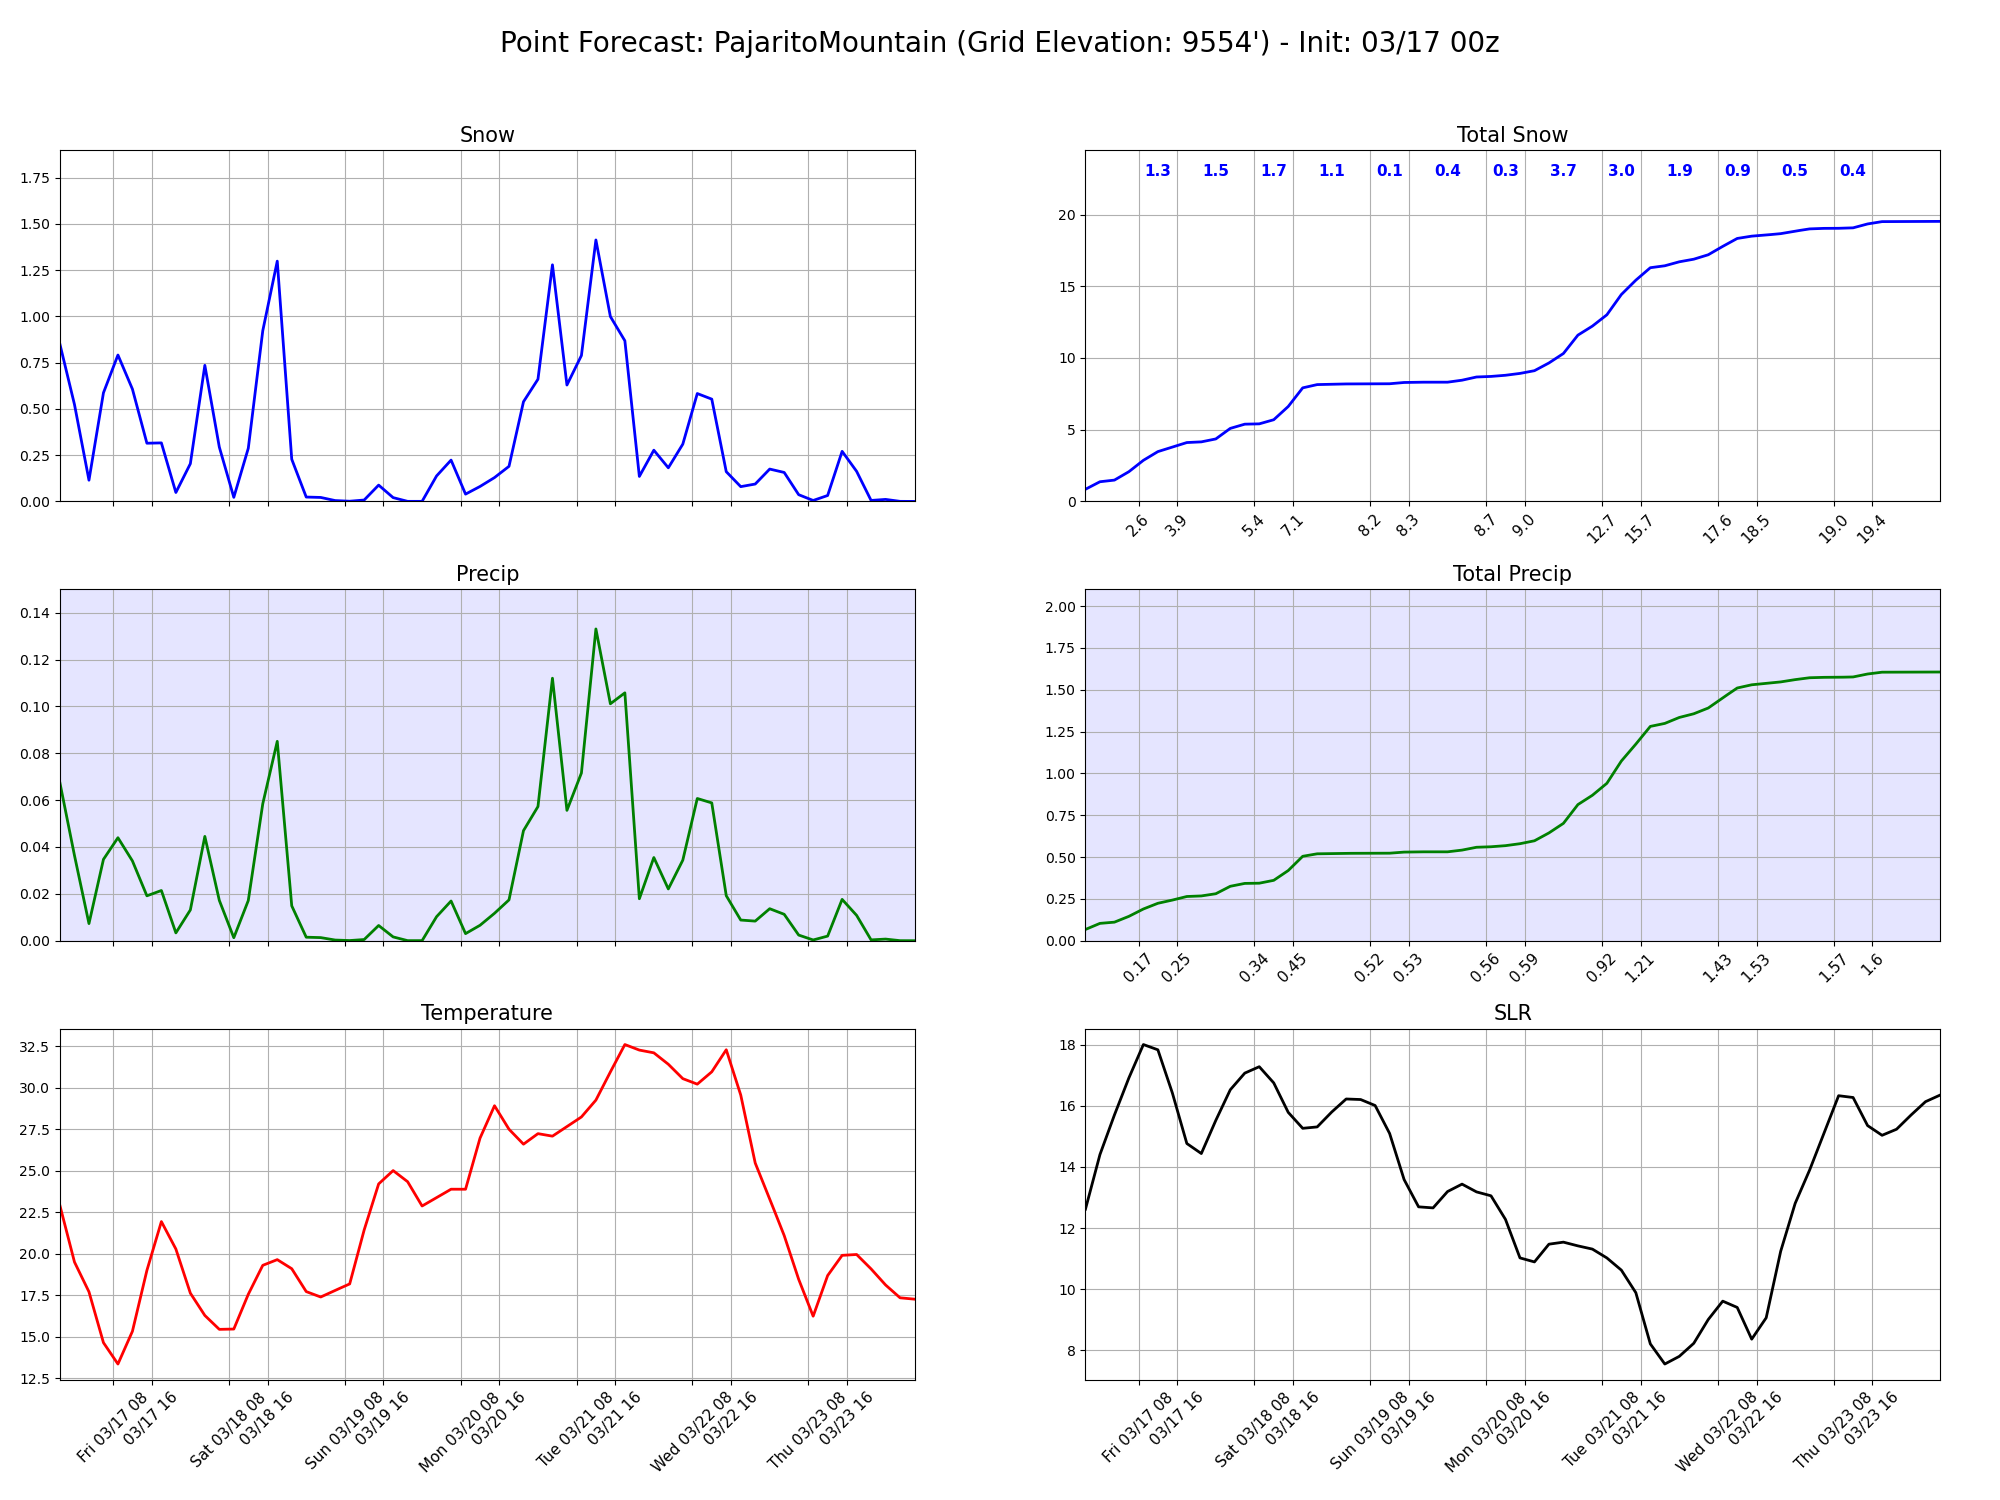 Point Forecast: PajaritoMountain (Grid Elevation: 9554') - Init: 03/17 00z
Snow
1.75
1.50
1.25
1.00
0.75
0.50
0.25
0.00
Total Snow
1.3 1.5 1.7 1.1 0.1 0.4 0.3 3.7 3.0 1.9 0.9 0.5 0.4
20
15
10
5
0
2.6 3.9 5.4 7.1 8.2 8.3 8.7 9.0 12.7 15.7 17.6 18.5 19.0 19.4
Precip
0.14
0.12
0.10
0.08
0.06
0.04
0.02
0.00
Total Precip
2.00
1.75
1.50
1.25
1.00
0.75
0.50
0.25
0.00
0.17 0.25 0.34 0.45 0.52 0.53 0.56 0.59 0.92 1.21 1.43 1.53 1.57 1.6
Temperature
32.5
30.0
27.5
25.0
22.5
20.0
17.5
15.0
12.5
Fri 03/17 08
03/17 16
Sat 03/18 08
03/18 16
Sun 03/19 08
03/19 16
Mon 03/20 08
03/20 16
Tue 03/21 08
03/21 16
Wed 03/22 08
03/22 16
Thu 03/23 08
03/23 16
SLR
18
16
14
12
10
8
Fri 03/17 08
03/17 16
Sat 03/18 08
03/18 16
Sun 03/19 08
03/19 16
Mon 03/20 08
03/20 16
Tue 03/21 08
03/21 16
Wed 03/22 08
03/22 16
Thu 03/23 08
03/23 16